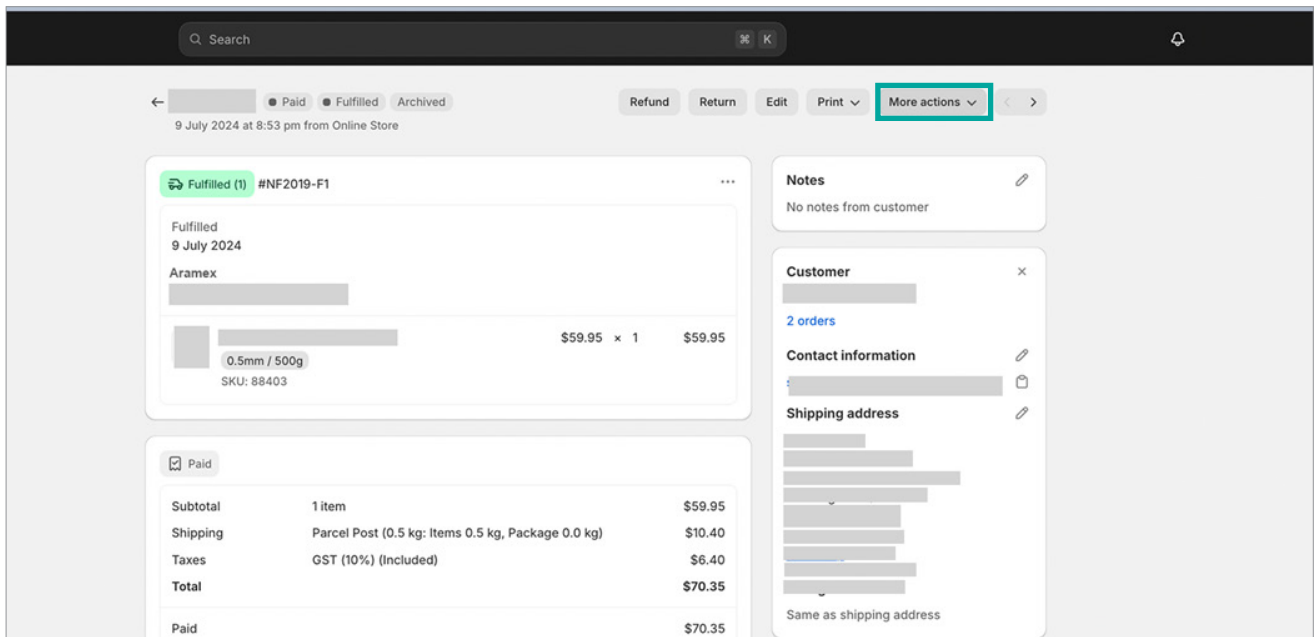 Search ⌘ K
Paid Fulfilled Archived
Refund Return Edit Print More actions
9 July 2024 at 8:53 pm from Online Store
Fulfilled (1) #NF2019-F1
Fulfilled
9 July 2024
Aramex
$59.95 × 1 $59.95
0.5mm / 500g
SKU: 88403
Paid
Subtotal 1 item $59.95
Shipping Parcel Post (0.5 kg: Items 0.5 kg, Package 0.0 kg) $10.40
Taxes GST (10%) (Included) $6.40
Total $70.35
Paid $70.35
Notes
No notes from customer
Customer
2 orders
Contact information
Shipping address
Same as shipping address